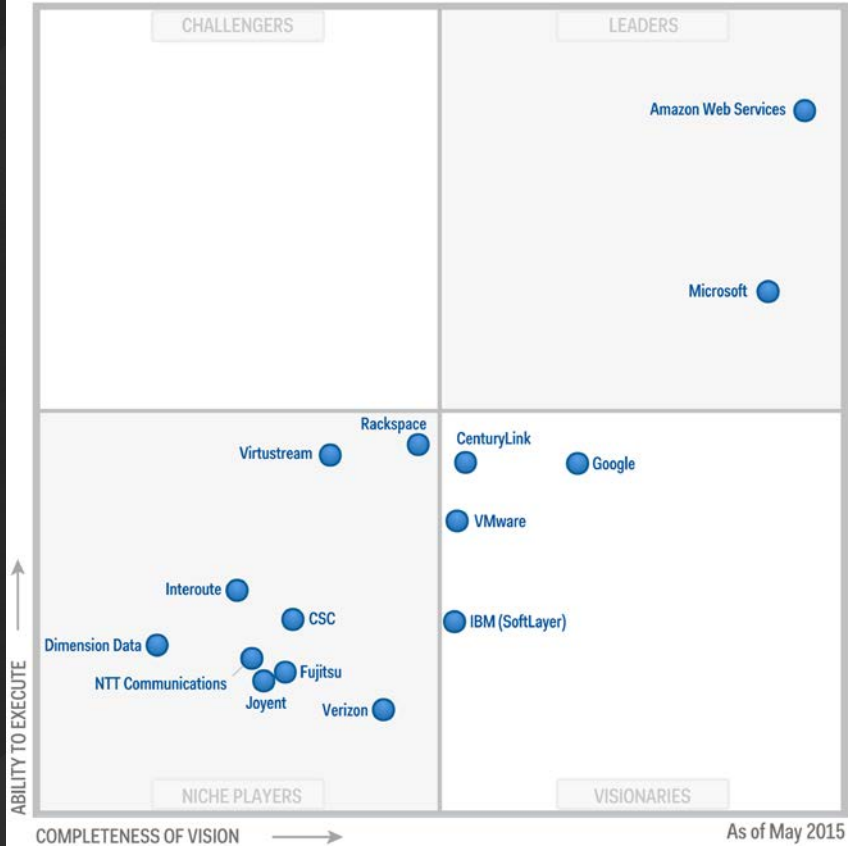 CHALLENGERS
LEADERS
Amazon Web Services
Microsoft
Rackspace
CenturyLink
Virtustream
Google
VMware
Interoute
CSC
IBM (SoftLayer)
Dimension Data
NTT Communications
Fujitsu
Joyent
Verizon
ABILITY TO EXECUTE
NICHE PLAYERS
VISIONARIES
COMPLETENESS OF VISION
As of May 2015